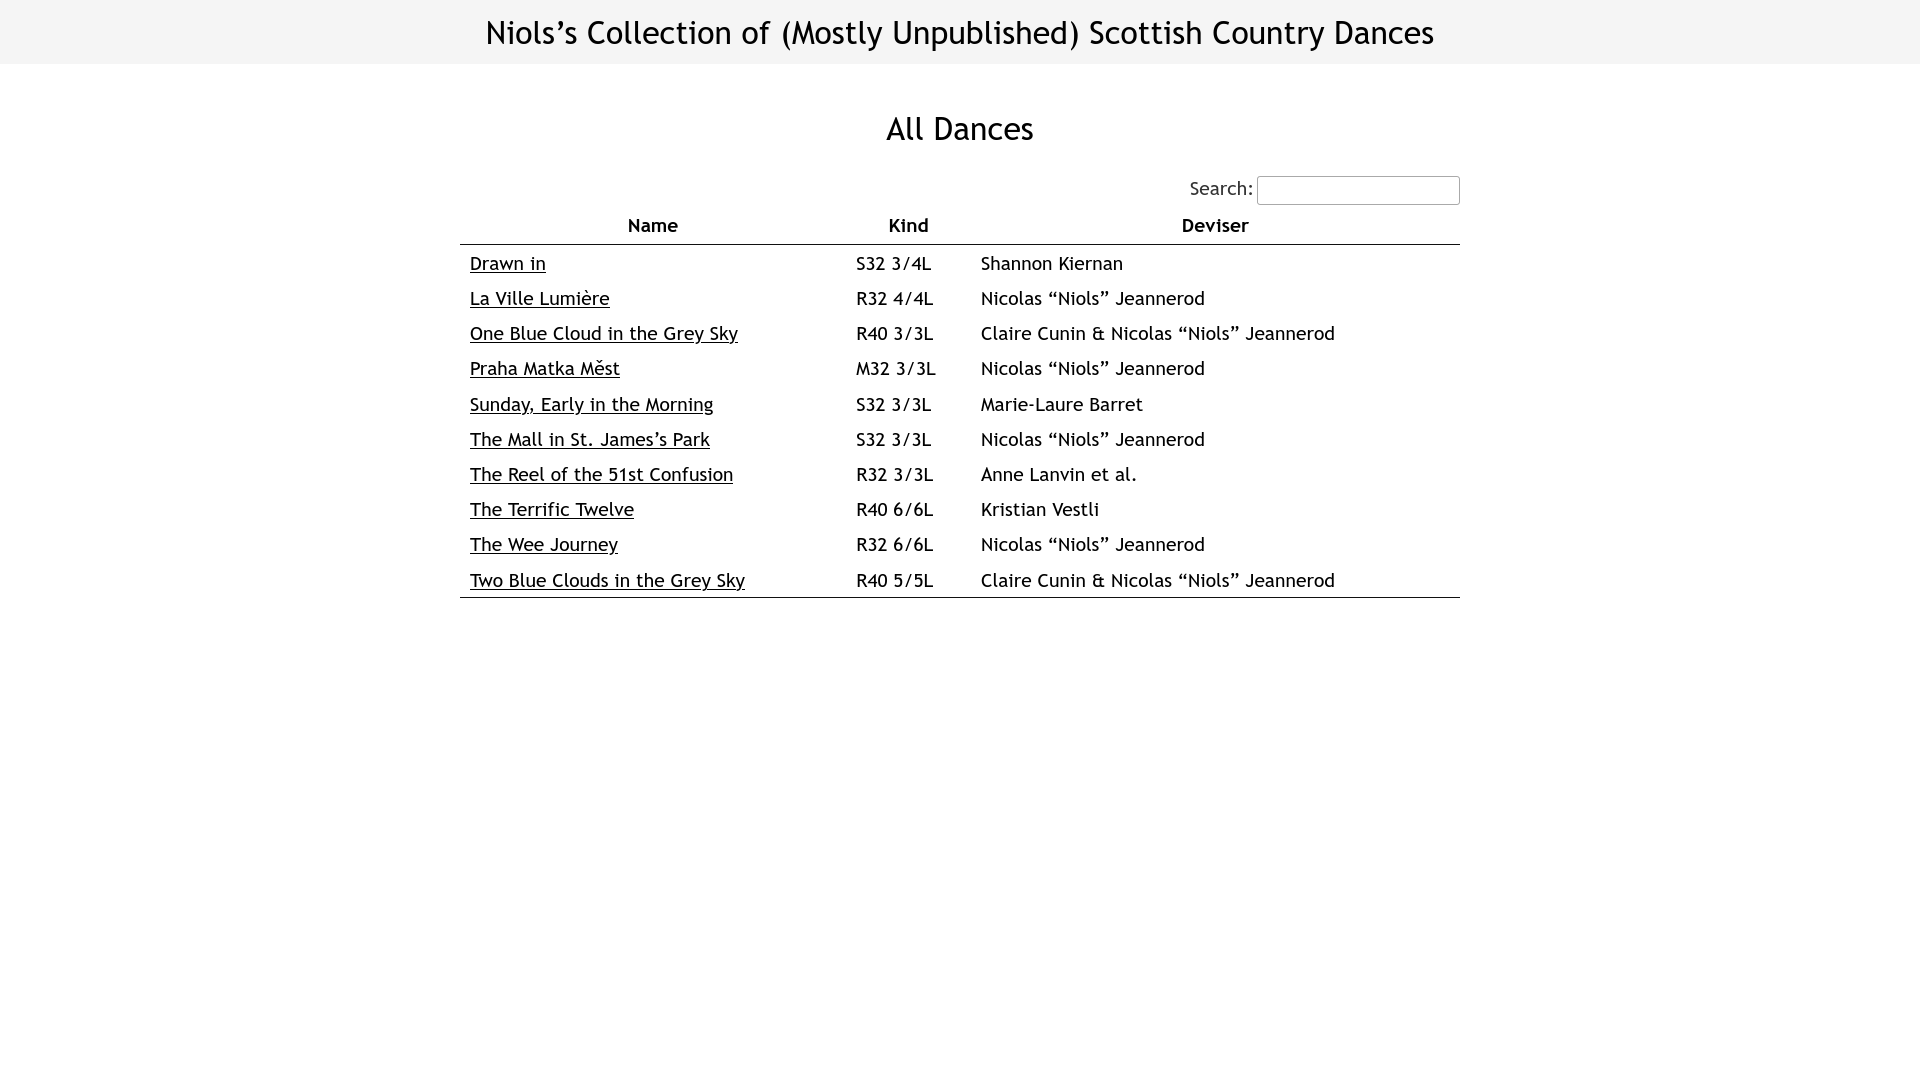 Niols’s Collection of (Mostly Unpublished) Scottish Country Dances
All Dances
Search:
Name Kind Deviser
Drawn in S32 3/4L Shannon Kiernan
La Ville Lumière R32 4/4L Nicolas “Niols” Jeannerod
One Blue Cloud in the Grey Sky R40 3/3L Claire Cunin & Nicolas “Niols” Jeannerod
Praha Matka Měst M32 3/3L Nicolas “Niols” Jeannerod
Sunday, Early in the Morning S32 3/3L Marie-Laure Barret
The Mall in St. James’s Park S32 3/3L Nicolas “Niols” Jeannerod
The Reel of the 51st Confusion R32 3/3L Anne Lanvin et al.
The Terrific Twelve R40 6/6L Kristian Vestli
The Wee Journey R32 6/6L Nicolas “Niols” Jeannerod
Two Blue Clouds in the Grey Sky R40 5/5L Claire Cunin & Nicolas “Niols” Jeannerod